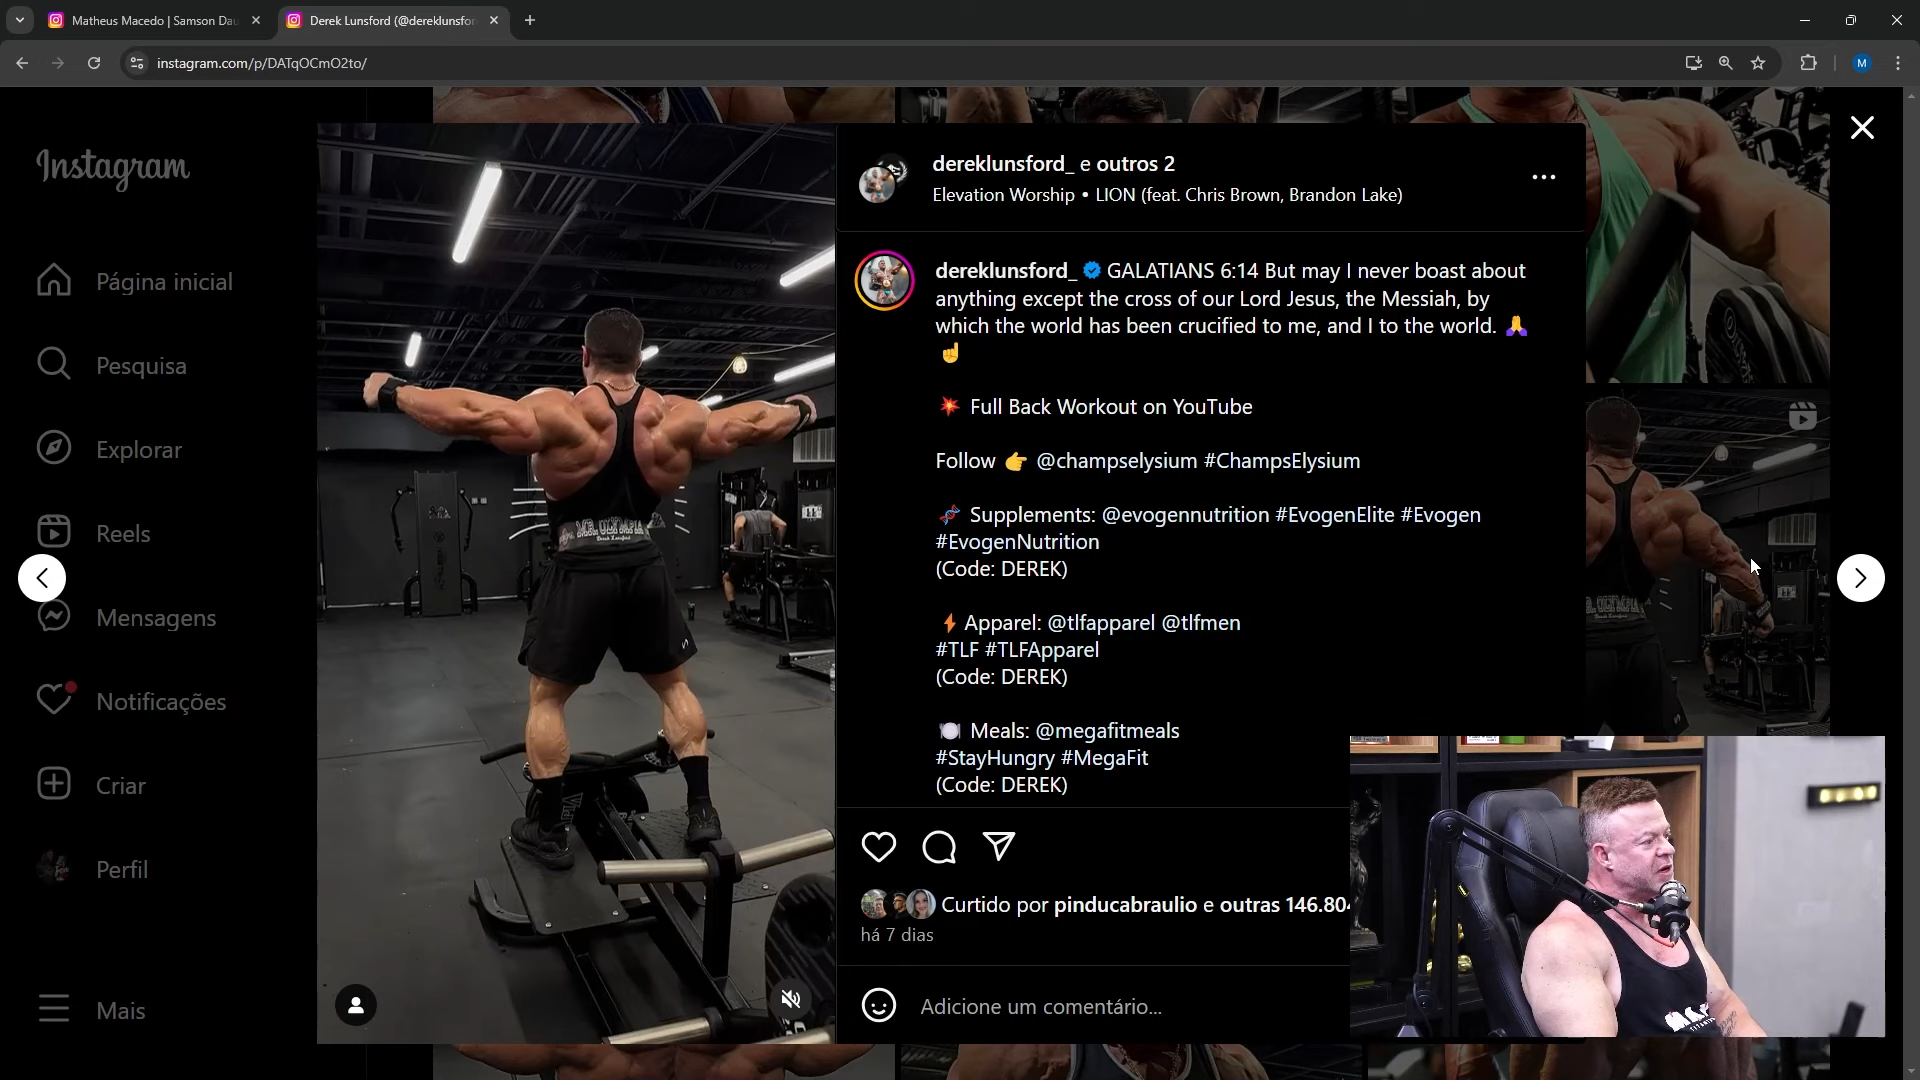 Matheus Macedo | Samson Dau
Derek Lunsford (@dereklunsfor
instagram.com/p/DATqOCmO2to/
M
Instagram
Página inicial
Pesquisa
Explorar
Reels
Mensagens
Notificações
Criar
Perfil
Mais
MR. OLYMPIA
Derek Lunsford
dereklunsford_ e outros 2
Elevation Worship • LION (feat. Chris Brown, Brandon Lake)
dereklunsford_ GALATIANS 6:14 But may I never boast about
anything except the cross of our Lord Jesus, the Messiah, by
which the world has been crucified to me, and I to the world. 🙏
☝️
💥 Full Back Workout on YouTube
Follow 👉 @champselysium #ChampsElysium
🧬 Supplements: @evogennutrition #EvogenElite #Evogen
#EvogenNutrition
(Code: DEREK)
⚡ Apparel: @tlfapparel @tlfmen
#TLF #TLFApparel
(Code: DEREK)
🍽️ Meals: @megafitmeals
#StayHungry #MegaFit
(Code: DEREK)
Curtido por pinducabraulio e outras 146.804
há 7 dias
Adicione um comentário...